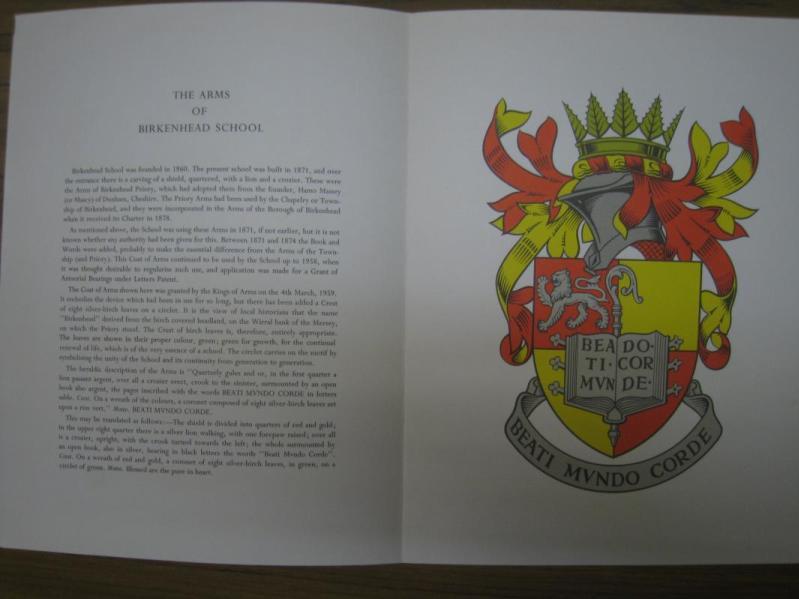 THE ARMS
OF
BIRKENHEAD SCHOOL
Birkenhead School was founded in 1860. The present school was built in 1871, and over
the entrance there is a carving of a shield, quartered, with a lion and a crozier. These were
the Arms of Birkenhead Priory, which had adopted them from the founder, Hamo Massey
(or Mascy) of Dunham, Cheshire. The Priory Arms had been used by the Chapelry or Town-
ship of Birkenhead, and they were incorporated in the Arms of the Borough of Birkenhead
when it received its Charter in 1878.
As mentioned above, the School was using these Arms in 1871, if not earlier, but it is not
known whether any authority had been given for this. Between 1871 and 1874 the Book and
Words were added, probably to make the essential difference from the Arms of the Town-
ship (and Priory). This Coat of Arms continued to be used by the School up to 1958, when
it was thought desirable to regularise such use, and application was made for a Grant of
Armorial Bearings under Letters Patent.
The Coat of Arms shown here was granted by the Kings of Arms on the 4th March, 1959.
It embodies the device which had been in use for so long, but there has been added a Crest
of eight silver-birch leaves on a circlet. It is the view of local historians that the name
"Birkenhead" derived from the birch covered headland, on the Wirral bank of the Mersey,
on which the Priory stood. The Crest of birch leaves is, therefore, entirely appropriate.
The leaves are shown in their proper colour, green; green for growth, for the continual
renewal of life, which is of the very essence of a school. The circlet carries on the motif by
symbolising the unity of the School and its continuity from generation to generation.
The heraldic description of the Arms is "Quarterly gules and or, in the first quarter a
lion passant argent, over all a crozier erect, crook to the sinister, surmounted by an open
book also argent, the pages inscribed with the words BEATI MVNDO CORDE in letters
sable. Crest. On a wreath of the colours, a coronet composed of eight silver-birch leaves set
upon a rim vert." Motto. BEATI MVNDO CORDE.
This may be translated as follows:—The shield is divided into quarters of red and gold;
in the upper right quarter there is a silver lion walking, with one forepaw raised; over all
is a crozier, upright, with the crook turned towards the left; the whole surmounted by
an open book, also in silver, bearing in black letters the words "Beati Mvndo Corde".
Crest. On a wreath of red and gold, a coronet of eight silver-birch leaves, in green, on a
circlet of green. Motto. Blessed are the pure in heart.
BEA DO·
TI· COR
MVN DE·
BEATI MVNDO CORDE